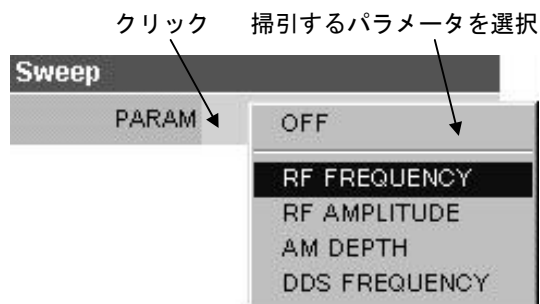 クリック 掃引するパラメータを選択
Sweep
PARAM OFF
RF FREQUENCY
RF AMPLITUDE
AM DEPTH
DDS FREQUENCY